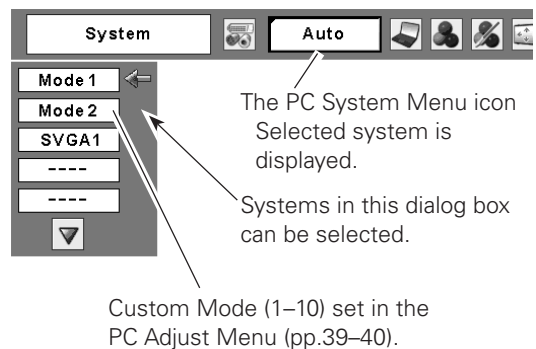 System
Auto
Mode 1
Mode 2
SVGA1
----
----
The PC System Menu icon
Selected system is
displayed.
Systems in this dialog box
can be selected.
Custom Mode (1–10) set in the
PC Adjust Menu (pp.39–40).